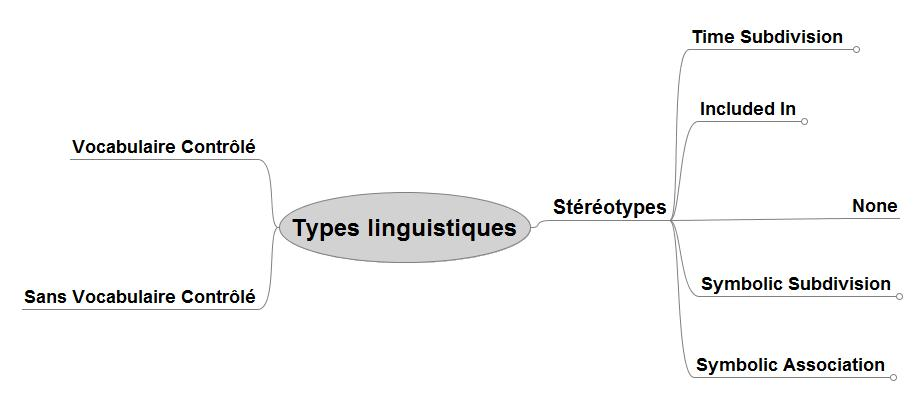 Time Subdivision
Included In
Vocabulaire Contrôlé
Stéréotypes
None
Types linguistiques
Symbolic Subdivision
Sans Vocabulaire Contrôlé
Symbolic Association